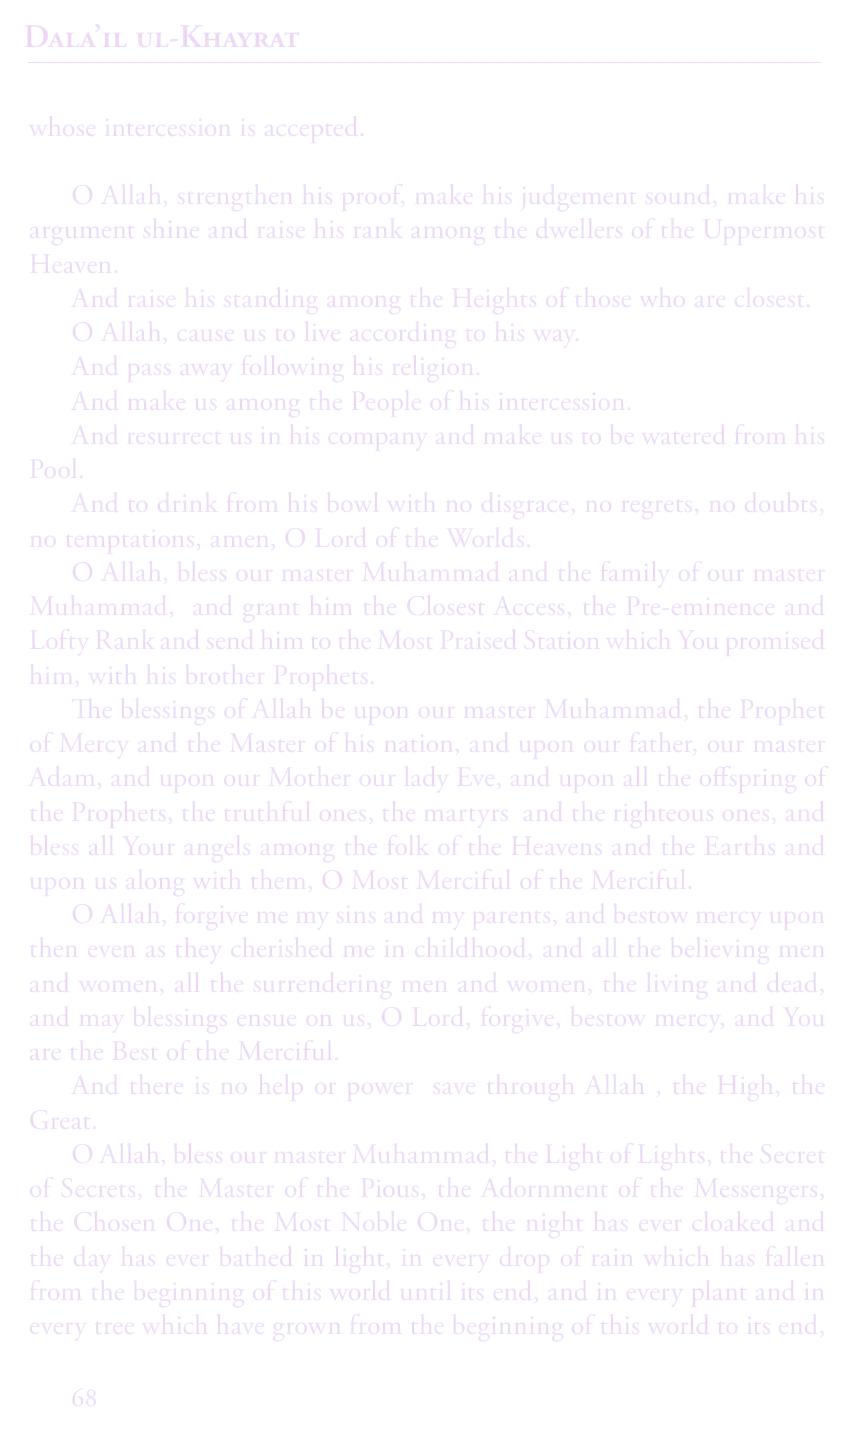 Dala’il ul-Khayrat
whose intercession is accepted.
O Allah, strengthen his proof, make his judgement sound, make his
argument shine and raise his rank among the dwellers of the Uppermost
Heaven.
And raise his standing among the Heights of those who are closest.
O Allah, cause us to live according to his way.
And pass away following his religion.
And make us among the People of his intercession.
And resurrect us in his company and make us to be watered from his
Pool.
And to drink from his bowl with no disgrace, no regrets, no doubts,
no temptations, amen, O Lord of the Worlds.
O Allah, bless our master Muhammad and the family of our master
Muhammad,  and grant him the Closest Access, the Pre-eminence and
Lofty Rank and send him to the Most Praised Station which You promised
him, with his brother Prophets.
The blessings of Allah be upon our master Muhammad, the Prophet
of Mercy and the Master of his nation, and upon our father, our master
Adam, and upon our Mother our lady Eve, and upon all the offspring of
the Prophets, the truthful ones, the martyrs  and the righteous ones, and
bless all Your angels among the folk of the Heavens and the Earths and
upon us along with them, O Most Merciful of the Merciful.
O Allah, forgive me my sins and my parents, and bestow mercy upon
then even as they cherished me in childhood, and all the believing men
and women, all the surrendering men and women, the living and dead,
and may blessings ensue on us, O Lord, forgive, bestow mercy, and You
are the Best of the Merciful.
And there is no help or power  save through Allah , the High, the
Great.
O Allah, bless our master Muhammad, the Light of Lights, the Secret
of Secrets, the Master of the Pious, the Adornment of the Messengers,
the Chosen One, the Most Noble One, the night has ever cloaked and
the day has ever bathed in light, in every drop of rain which has fallen
from the beginning of this world until its end, and in every plant and in
every tree which have grown from the beginning of this world to its end,
68